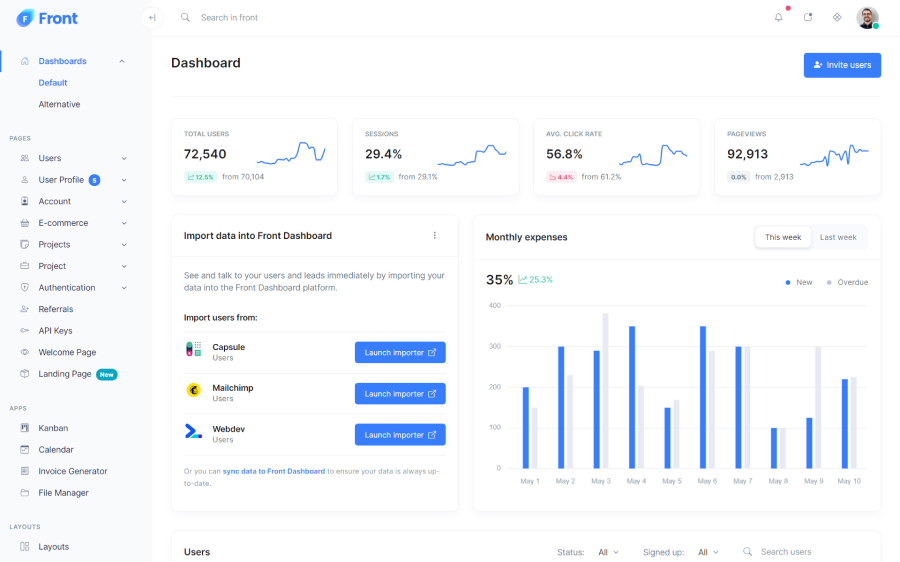 Front
Search in front
Dashboards
Default
Alternative
PAGES
Users
User Profile 5
Account
E-commerce
Projects
Project
Authentication
Referrals
API Keys
Welcome Page
Landing Page New
APPS
Kanban
Calendar
Invoice Generator
File Manager
LAYOUTS
Layouts
Dashboard
Invite users
TOTAL USERS
72,540
12.5% from 70,104
SESSIONS
29.4%
1.7% from 29.1%
AVG. CLICK RATE
56.8%
4.4% from 61.2%
PAGEVIEWS
92,913
0.0% from 2,913
Import data into Front Dashboard
See and talk to your users and leads immediately by importing your
data into the Front Dashboard platform.
Import users from:
Capsule
Users
Launch importer
Mailchimp
Users
Launch importer
Webdev
Users
Launch importer
Or you can sync data to Front Dashboard to ensure your data is always up-
to-date.
Monthly expenses
This week Last week
35% 25.3%
New Overdue
400
300
200
100
0
May 1 May 2 May 3 May 4 May 5 May 6 May 7 May 8 May 9 May 10
Users
Status: All Signed up: All Search users